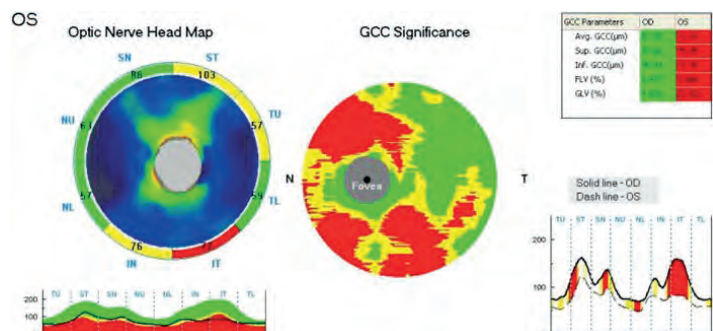 OS
Optic Nerve Head Map
GCC Significance
GCC Parameters OD OS
Avg. GCC(µm)
Sup. GCC(µm)
Inf. GCC(µm)
FLV (%)
GLV (%)
SN ST
86 103
NU TU
61 57
57 59
NL TL
76 77
IN IT
N Fovea T
Solid line - OD
Dash line - OS
TU ST SN NU NL IN IT TL
200
100
0
TU ST SN NU NL IN IT TL
200
100
0